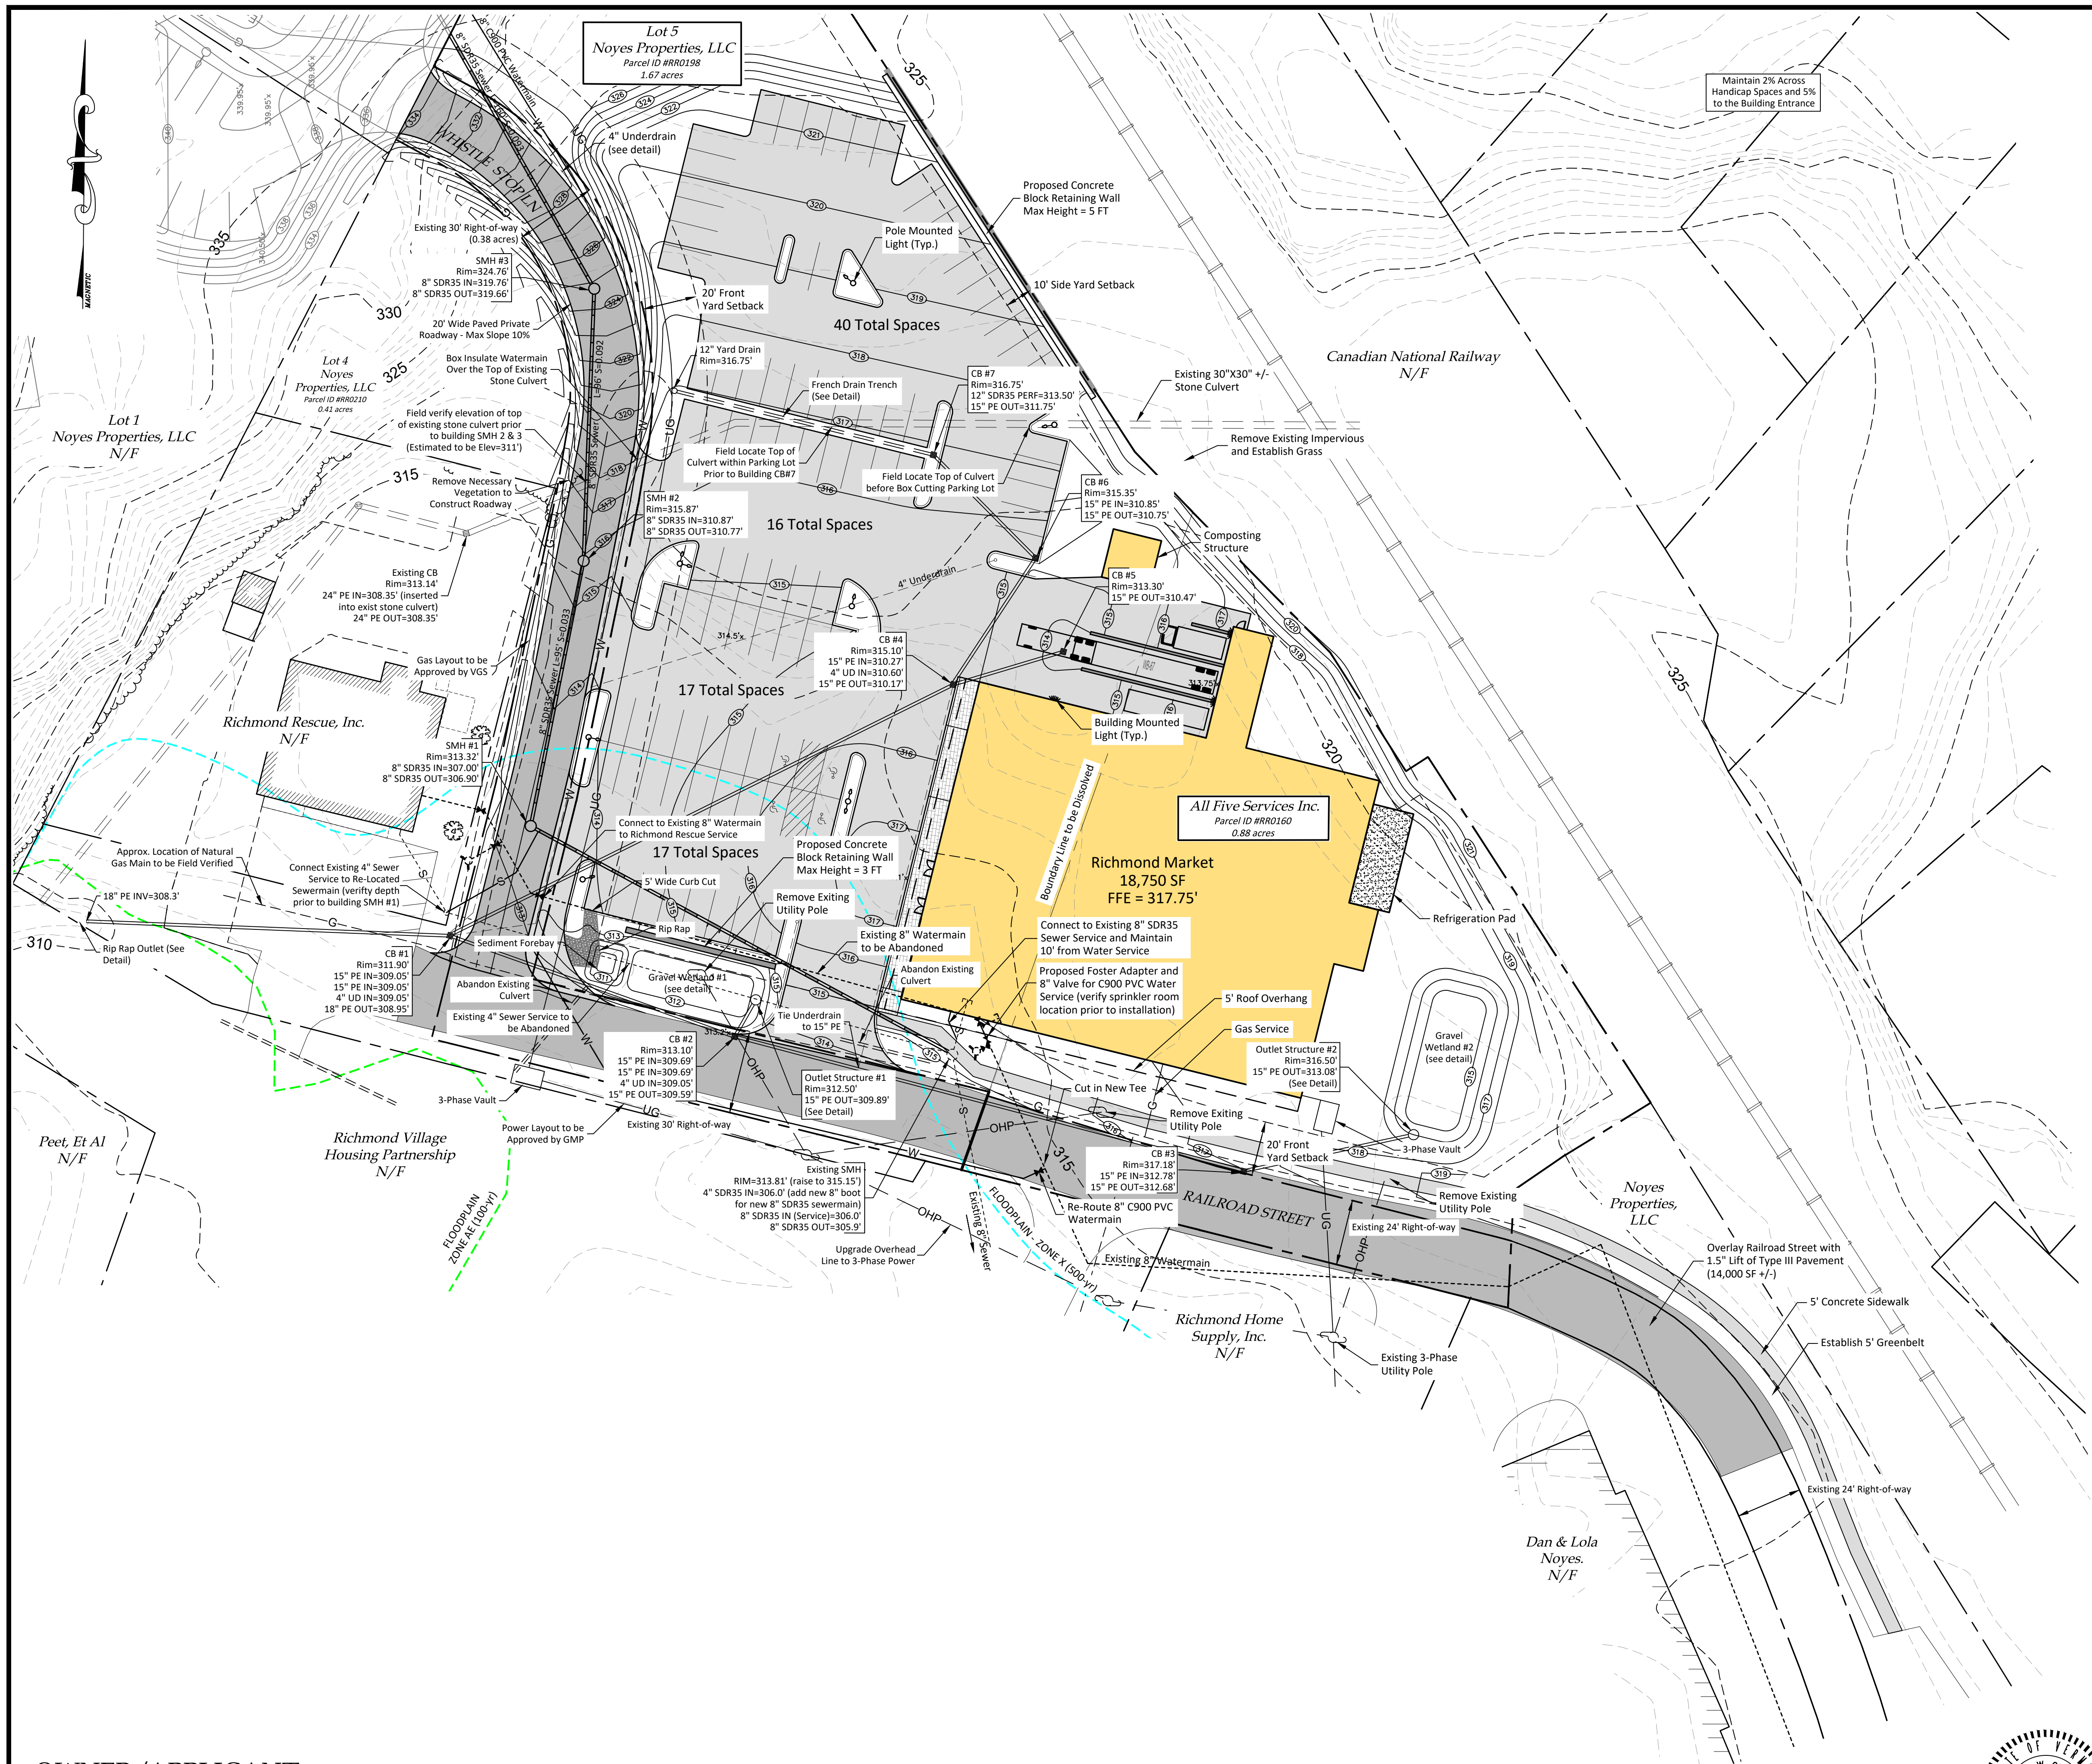 Lot 5
Noyes Properties, LLC
Parcel ID #RR0198
1.67 acres
Maintain 2% Across
Handicap Spaces and 5%
to the Building Entrance
MAGNETIC
8" C900 PVC Watermain
WHISTLE STOP LN
4" Underdrain
(see detail)
Proposed Concrete
Block Retaining Wall
Max Height = 5 FT
Existing 30' Right-of-way
(0.38 acres)
Pole Mounted
Light (Typ.)
SMH #3
Rim=324.76'
8" SDR35 IN=319.76'
8" SDR35 OUT=319.66'
20' Front
Yard Setback
10' Side Yard Setback
20' Wide Paved Private
Roadway - Max Slope 10%
40 Total Spaces
12" Yard Drain
Rim=316.75'
Box Insulate Watermain
Over the Top of Existing
Stone Culvert
8" SDR35 Sewer L=96' S=0.092
Lot 4
Noyes
Properties, LLC
Parcel ID #RR0210
0.41 acres
French Drain Trench
(See Detail)
CB #7
Rim=316.75'
12" SDR35 PERF=313.50'
15" PE OUT=311.75'
Existing 30"X30" +/-
Stone Culvert
Canadian National Railway
N/F
Lot 1
Noyes Properties, LLC
N/F
Field verify elevation of top
of existing stone culvert prior
to building SMH 2 & 3
(Estimated to be Elev=311')
Remove Existing Impervious
and Establish Grass
Field Locate Top of
Culvert within Parking Lot
Prior to Building CB#7
Field Locate Top of Culvert
before Box Cutting Parking Lot
Remove Necessary
Vegetation to
Construct Roadway
SMH #2
Rim=315.87'
8" SDR35 IN=310.87'
8" SDR35 OUT=310.77'
CB #6
Rim=315.35'
15" PE IN=310.85'
15" PE OUT=310.75'
16 Total Spaces
Composting
Structure
Existing CB
Rim=313.14'
24" PE IN=308.35' (inserted
into exist stone culvert)
24" PE OUT=308.35'
4" Underdrain
CB #5
Rim=313.30'
15" PE OUT=310.47'
8" SDR35 Sewer L=95' S=0.033
314.5'x
CB #4
Rim=315.10'
15" PE IN=310.27'
4" UD IN=310.60'
15" PE OUT=310.17'
Gas Layout to be
Approved by VGS
17 Total Spaces
313.75'
Richmond Rescue, Inc.
N/F
Building Mounted
Light (Typ.)
SMH #1
Rim=313.32'
8" SDR35 IN=307.00'
8" SDR35 OUT=306.90'
Boundary Line to be Dissolved
All Five Services Inc.
Parcel ID #RR0160
0.88 acres
Connect to Existing 8" Watermain
to Richmond Rescue Service
17 Total Spaces
Proposed Concrete
Block Retaining Wall
Max Height = 3 FT
Richmond Market
18,750 SF
FFE = 317.75'
Approx. Location of Natural
Gas Main to be Field Verified
Connect Existing 4" Sewer
Service to Re-Located
Sewermain (verifty depth
prior to building SMH #1)
5' Wide Curb Cut
Remove Exiting
Utility Pole
18" PE INV=308.3'
Refrigeration Pad
Rip Rap Outlet (See
Detail)
Sediment Forebay
Rip Rap
Existing 8" Watermain
to be Abandoned
Connect to Existing 8" SDR35
Sewer Service and Maintain
10' from Water Service
CB #1
Rim=311.90'
15" PE IN=309.05'
15" PE IN=309.05'
4" UD IN=309.05'
18" PE OUT=308.95'
Abandon Existing
Culvert
Gravel Wetland #1
(see detail)
Abandon Existing
Culvert
Proposed Foster Adapter and
8" Valve for C900 PVC Water
Service (verify sprinkler room
location prior to installation)
5' Roof Overhang
Existing 4" Sewer Service to
be Abandoned
Tie Underdrain
to 15" PE
Gas Service
Gravel
Wetland #2
(see detail)
313.2'x
CB #2
Rim=313.10'
15" PE IN=309.69'
15" PE IN=309.69'
4" UD IN=309.05'
15" PE OUT=309.59'
Outlet Structure #2
Rim=316.50'
15" PE OUT=313.08'
(See Detail)
Outlet Structure #1
Rim=312.50'
15" PE OUT=309.89'
(See Detail)
Cut in New Tee
3-Phase Vault
Power Layout to be
Approved by GMP
Existing 30' Right-of-way
Remove Exiting
Utility Pole
20' Front
Yard Setback
3-Phase Vault
Peet, Et Al
N/F
Richmond Village
Housing Partnership
N/F
CB #3
Rim=317.18'
15" PE IN=312.78'
15" PE OUT=312.68'
Existing SMH
RIM=313.81' (raise to 315.15')
4" SDR35 IN=306.0' (add new 8" boot
for new 8" SDR35 sewermain)
8" SDR35 IN (Service)=306.0'
8" SDR35 OUT=305.9'
Re-Route 8" C900 PVC
Watermain
RAILROAD STREET
Remove Existing
Utility Pole
Existing 24' Right-of-way
Noyes
Properties,
LLC
FLOODPLAIN
ZONE AE (100-yr)
FLOODPLAIN - ZONE X (500-yr)
Existing 8" Sewer
Upgrade Overhead
Line to 3-Phase Power
Existing 8" Watermain
Overlay Railroad Street with
1.5" Lift of Type III Pavement
(14,000 SF +/-)
5' Concrete Sidewalk
Richmond Home
Supply, Inc.
N/F
Establish 5' Greenbelt
Existing 3-Phase
Utility Pole
Existing 24' Right-of-way
Dan & Lola
Noyes.
N/F